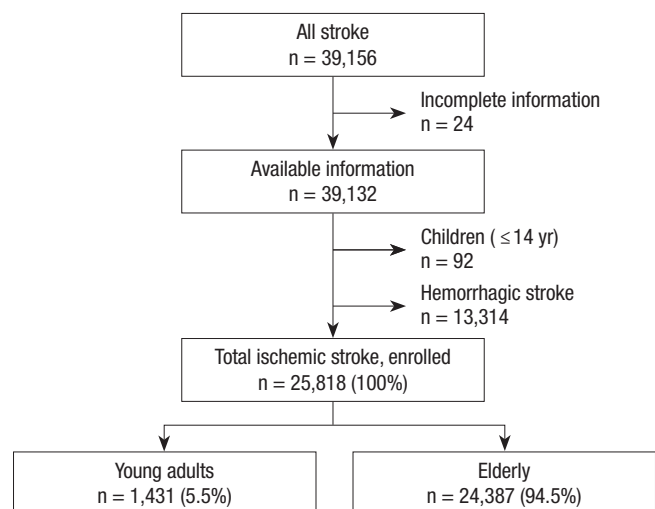 All stroke
n = 39,156
Incomplete information
n = 24
Available information
n = 39,132
Children ( ≤ 14 yr)
n = 92
Hemorrhagic stroke
n = 13,314
Total ischemic stroke, enrolled
n = 25,818 (100%)
Young adults
n = 1,431 (5.5%)
Elderly
n = 24,387 (94.5%)